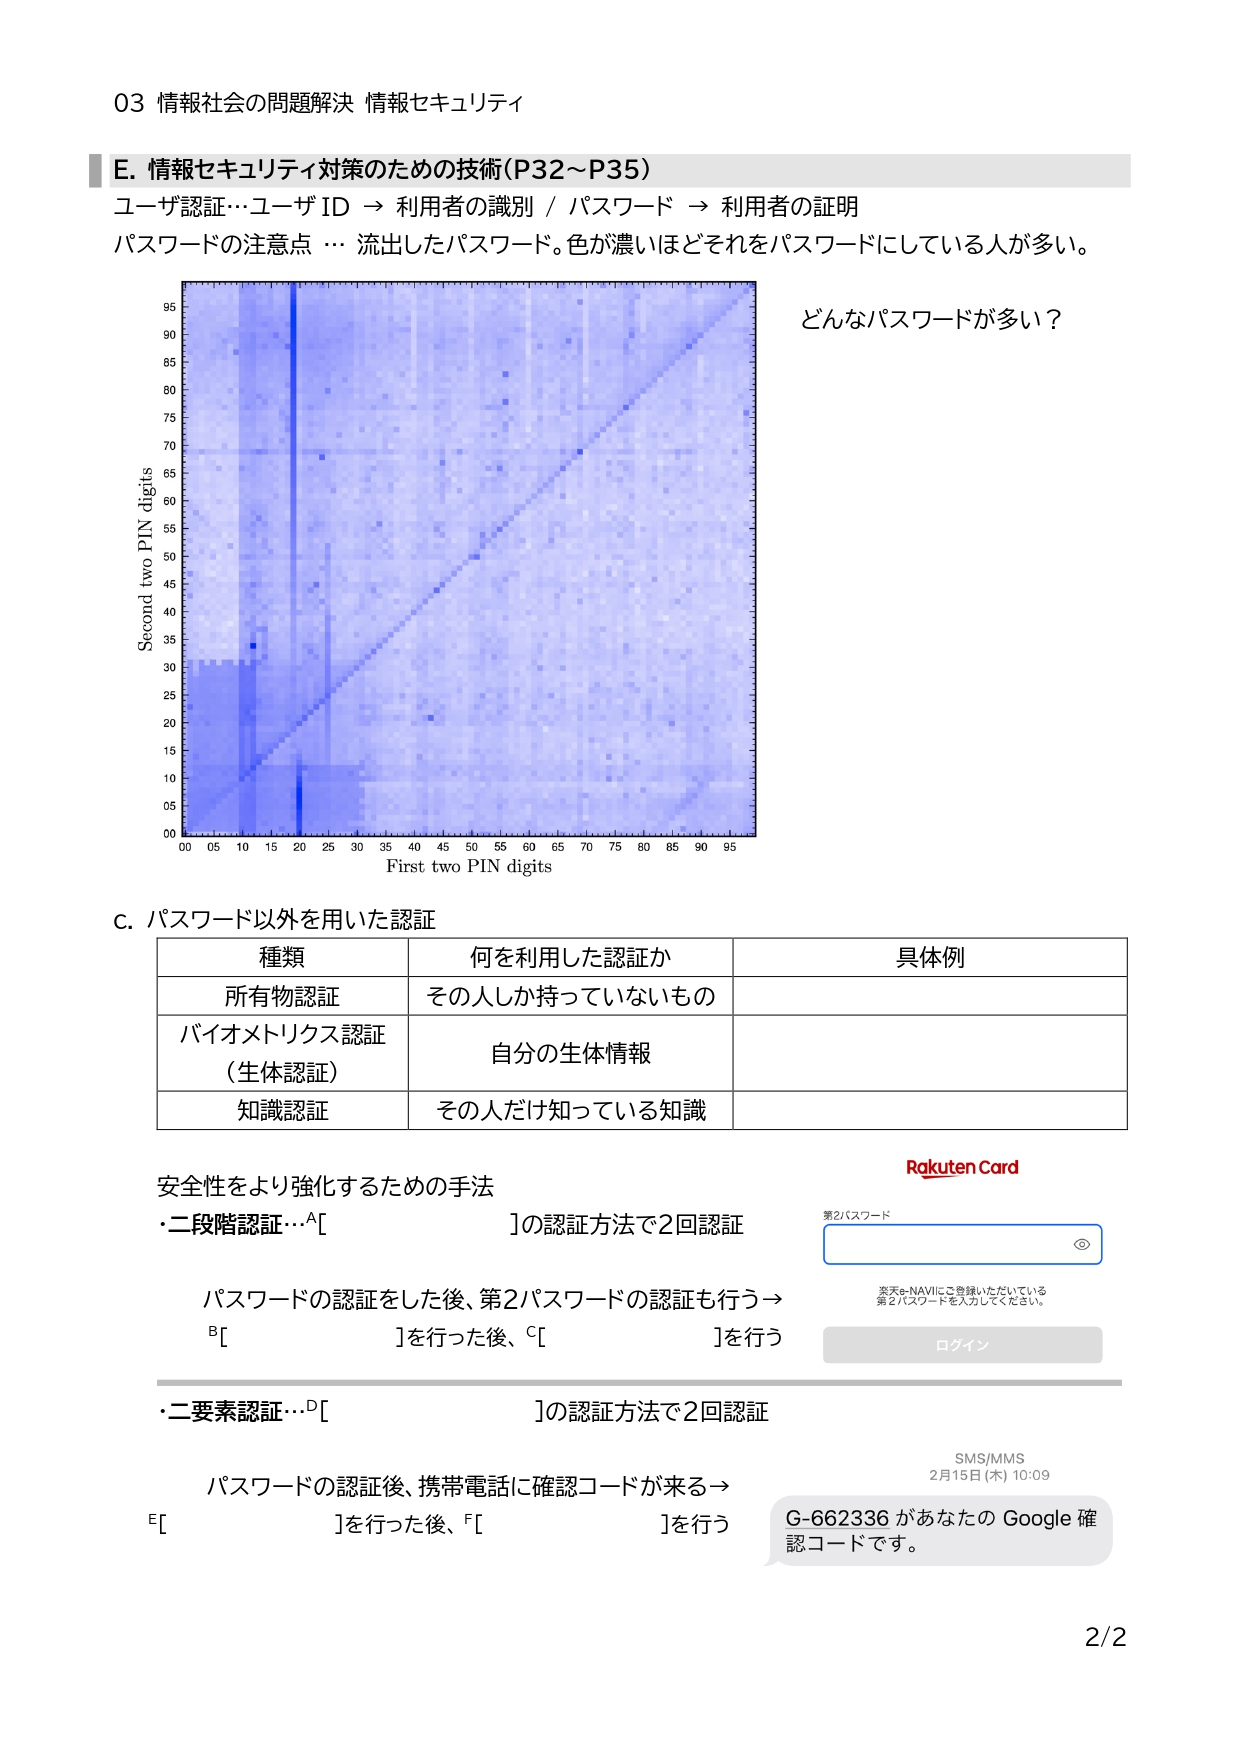 03 情報社会の問題解決 情報セキュリティ
E. 情報セキュリティ対策のための技術(P32～P35)
ユーザ認証…ユーザ ID → 利用者の識別 / パスワード → 利用者の証明
パスワードの注意点 … 流出したパスワード。色が濃いほどそれをパスワードにしている人が多い。
どんなパスワードが多い？
Second two PIN digits
95
90
85
80
75
70
65
60
55
50
45
40
35
30
25
20
15
10
05
00
00 05 10 15 20 25 30 35 40 45 50 55 60 65 70 75 80 85 90 95
First two PIN digits
c. パスワード以外を用いた認証
種類 何を利用した認証か 具体例
所有物認証 その人しか持っていないもの
バイオメトリクス認証
（生体認証） 自分の生体情報
知識認証 その人だけ知っている知識
安全性をより強化するための手法
・二段階認証…A[ ]の認証方法で2回認証
パスワードの認証をした後、第2パスワードの認証も行う→
B[ ]を行った後、C[ ]を行う
Rakuten Card
第2パスワード
楽天e-NAVIにご登録いただいている
第２パスワードを入力してください。
ログイン
・二要素認証…D[ ]の認証方法で2回認証
パスワードの認証後、携帯電話に確認コードが来る→
E[ ]を行った後、F[ ]を行う
SMS/MMS
2月15日(木) 10:09
G-662336 があなたの Google 確
認コードです。
2/2